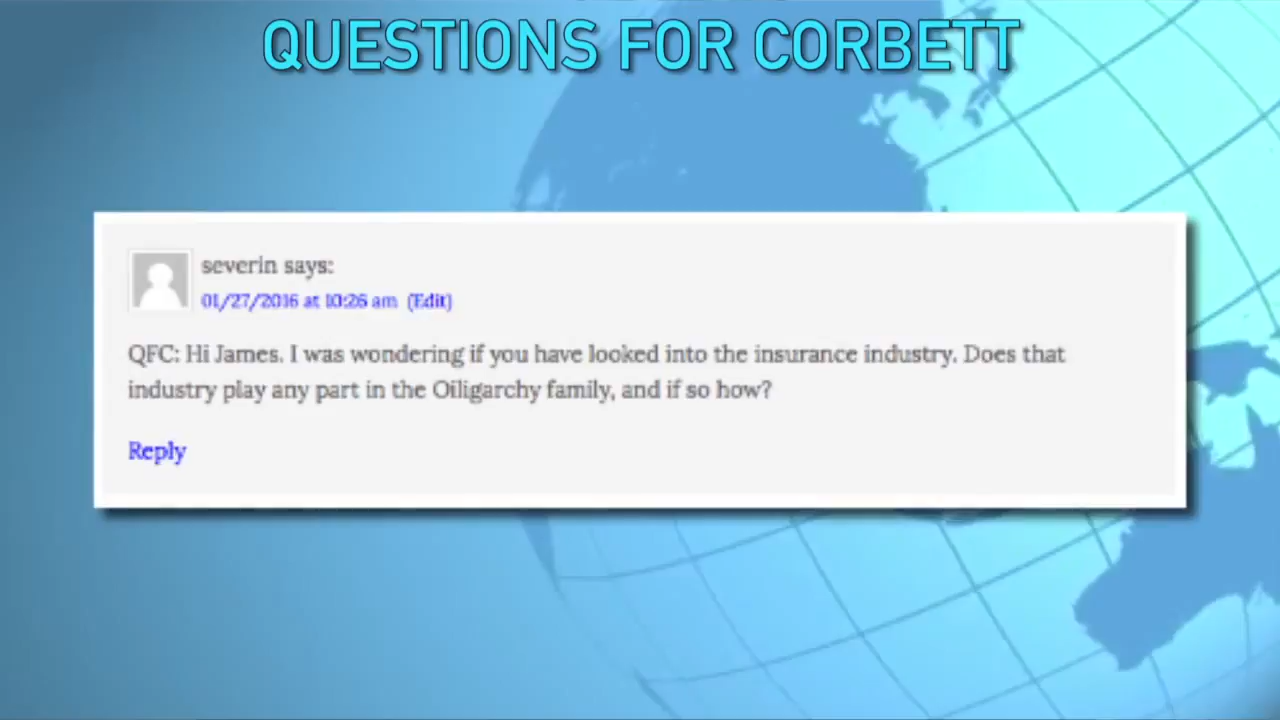 QUESTIONS FOR CORBETT
severin says:
01/27/2016 at 10:26 am (Edit)
QFC: Hi James. I was wondering if you have looked into the insurance industry. Does that
industry play any part in the Oiligarchy family, and if so how?
Reply